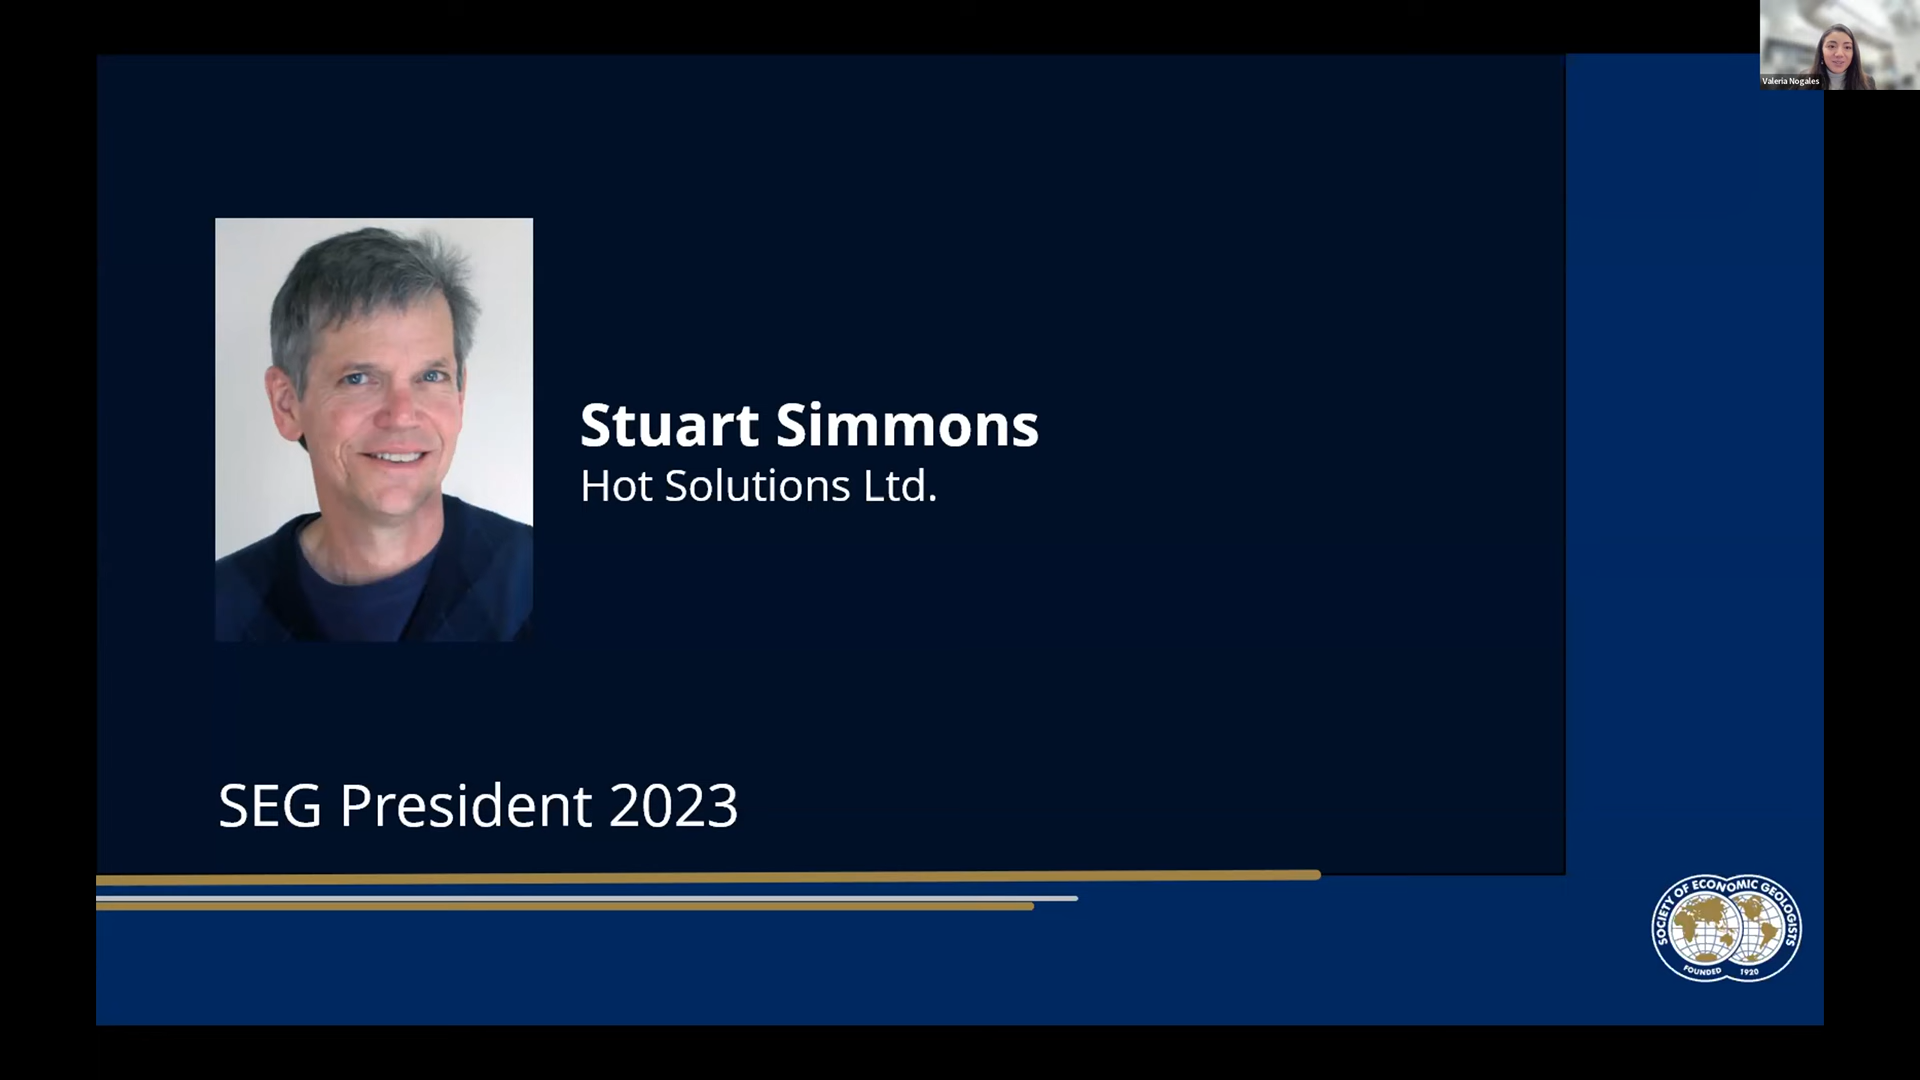 Valeria Nogales
Stuart Simmons
Hot Solutions Ltd.
SEG President 2023
SOCIETY OF ECONOMIC GEOLOGISTS
FOUNDED 1920